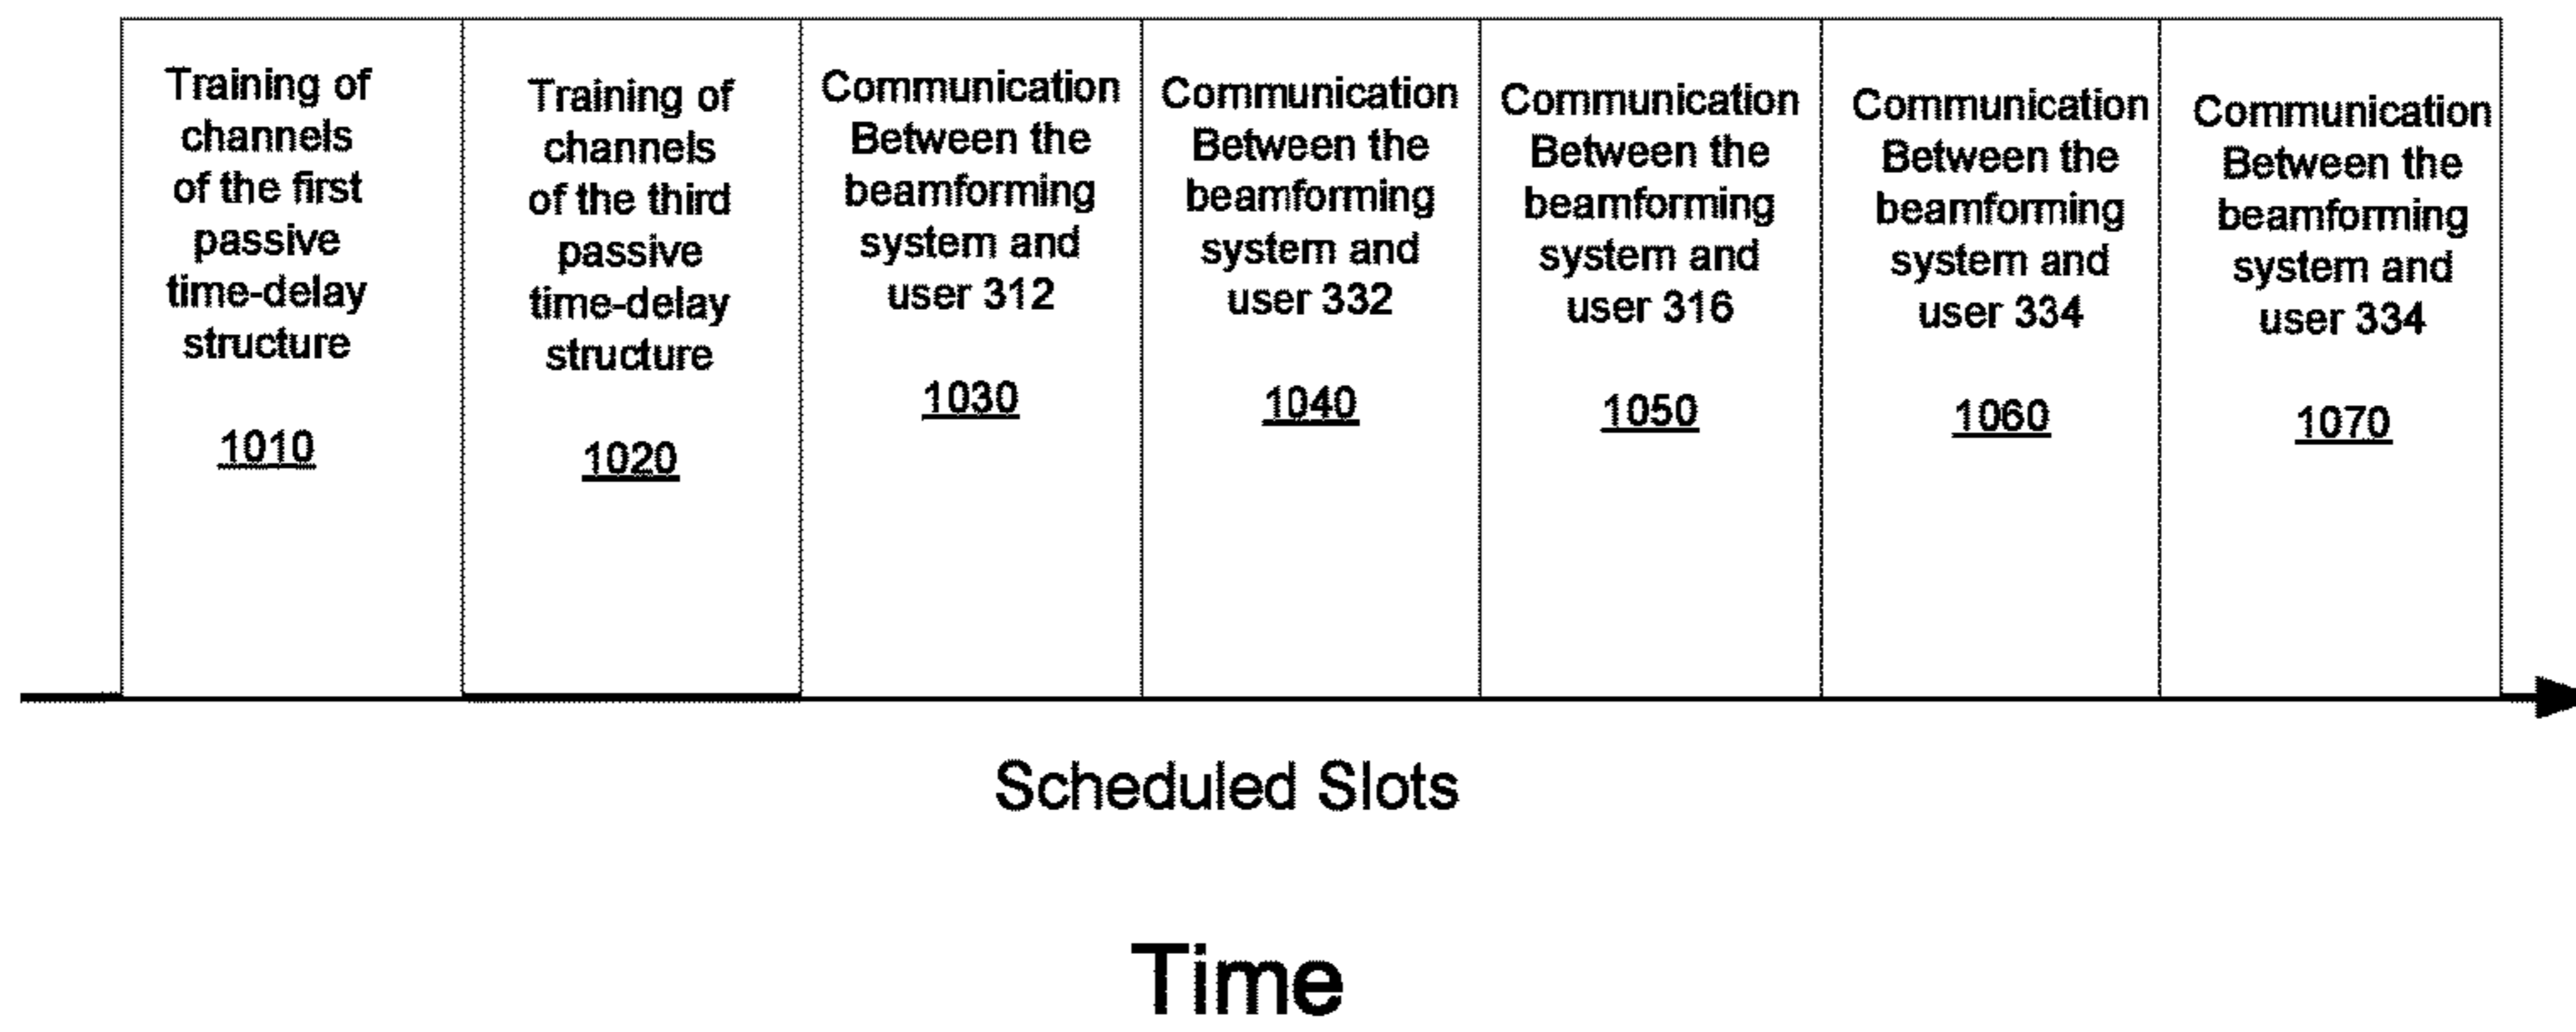 Training of
channels
of the first
passive
time-delay
structure
1010
Training of
channels
of the third
passive
time-delay
structure
1020
Communication
Between the
beamforming
system and
user 312
1030
Communication
Between the
beamforming
system and
user 332
1040
Communication
Between the
beamforming
system and
user 316
1050
Communication
Between the
beamforming
system and
user 334
1060
Communication
Between the
beamforming
system and
user 334
1070
Scheduled Slots
Time